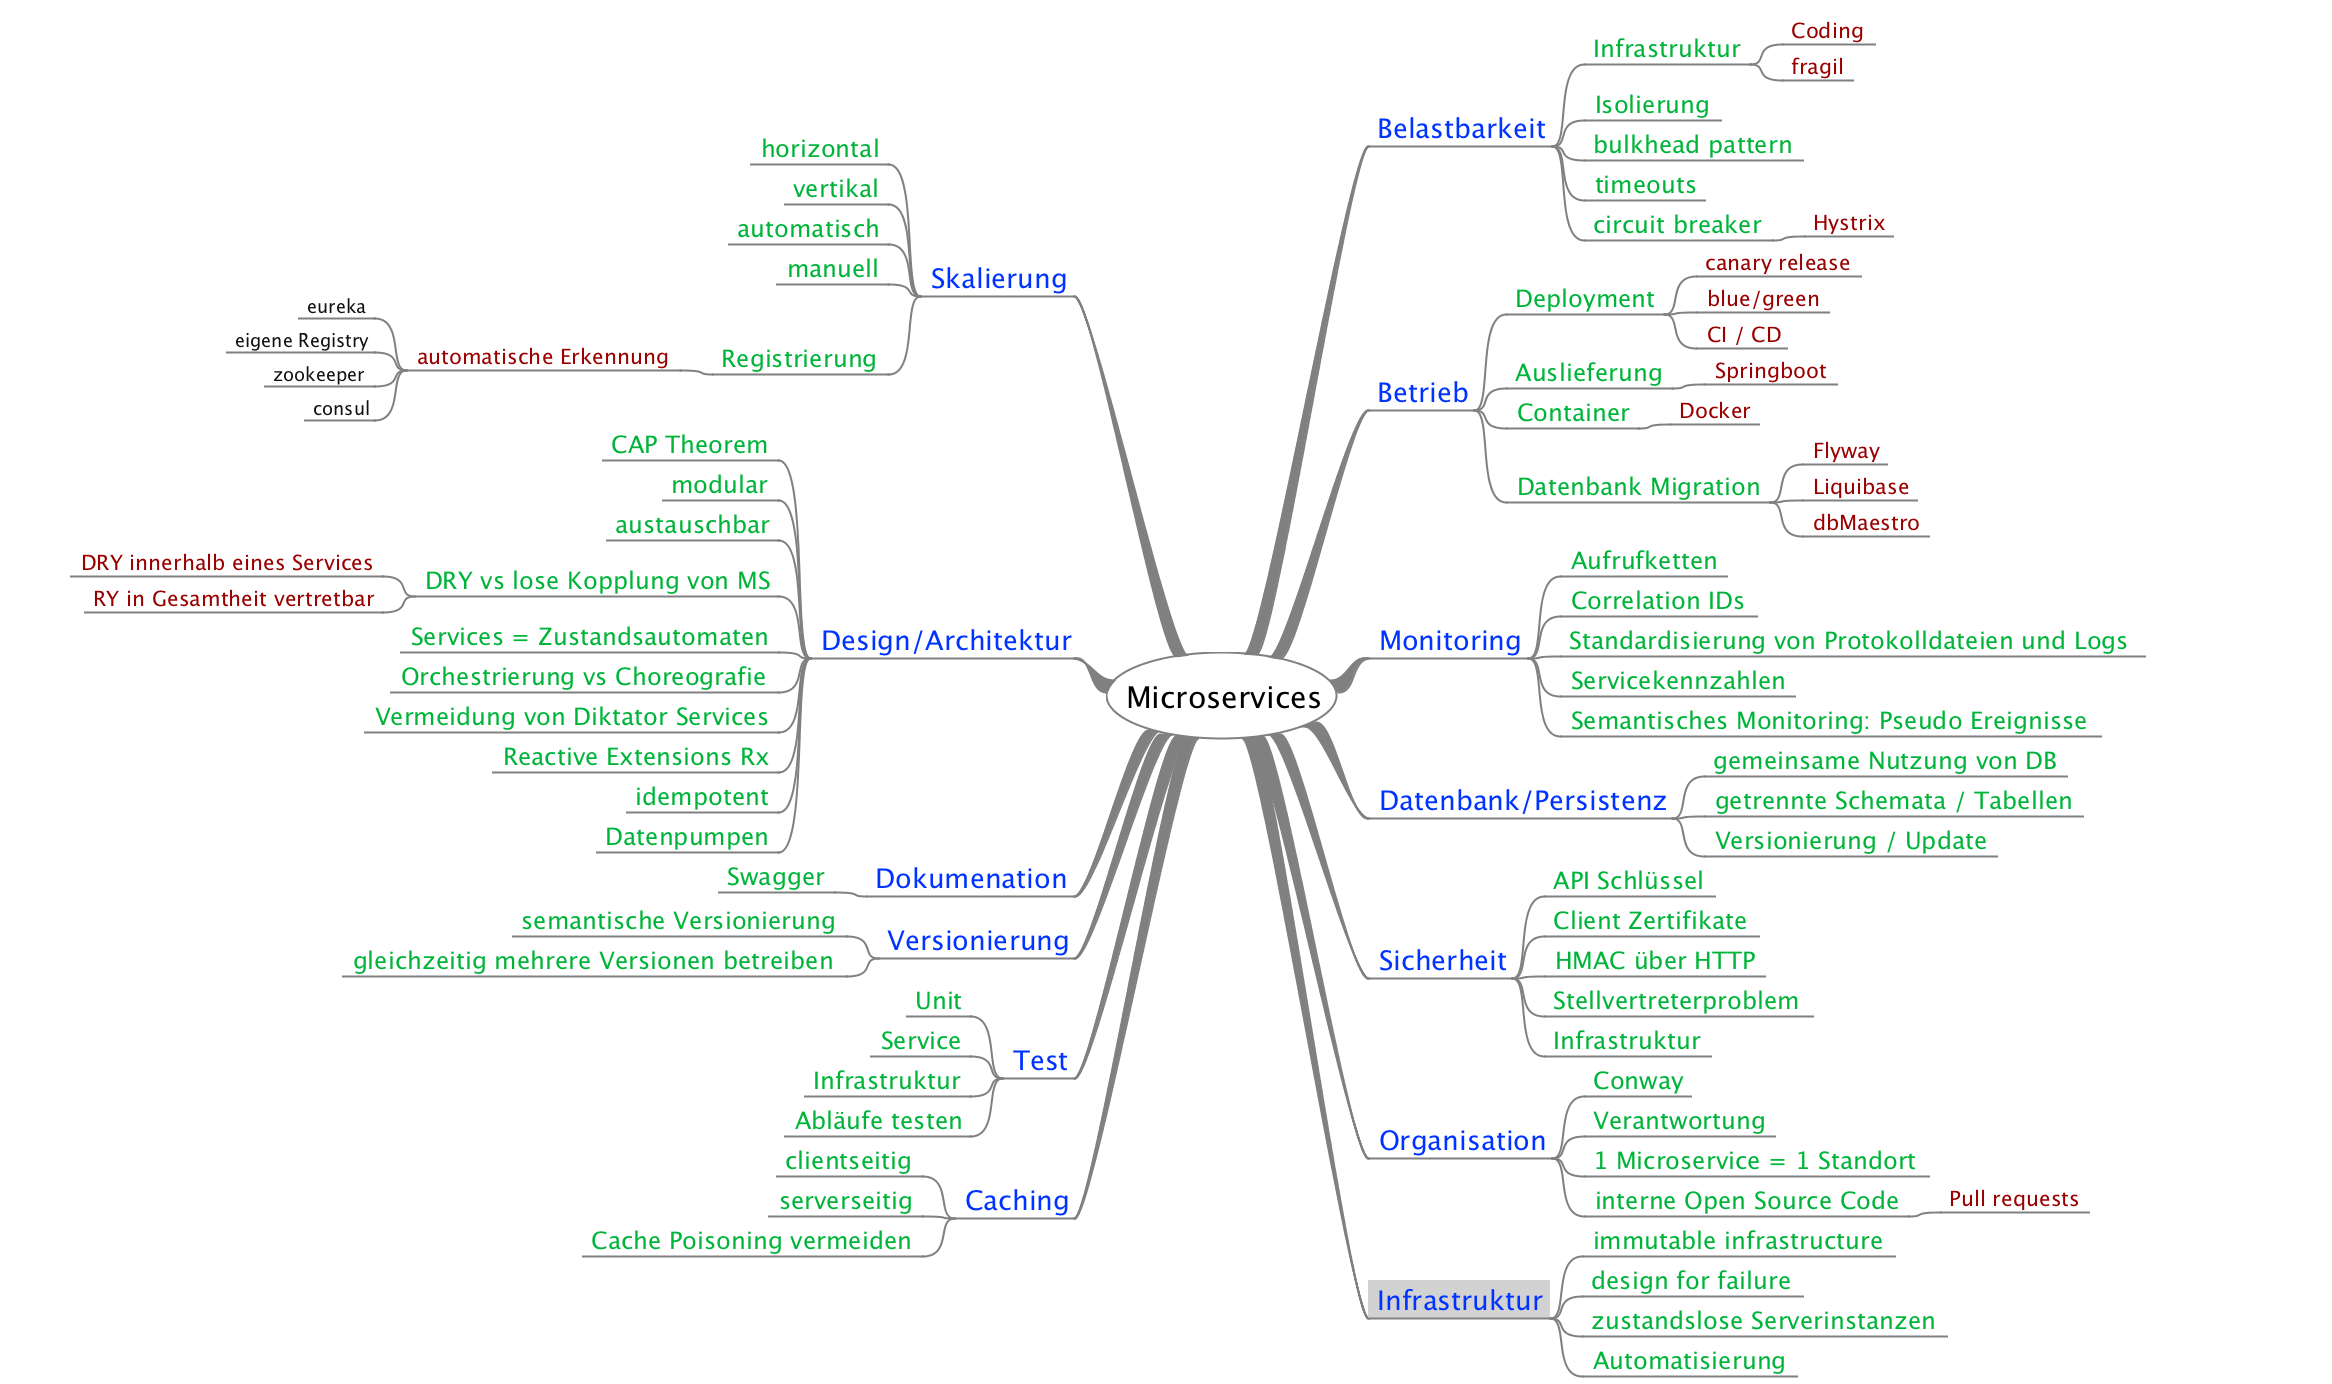 Microservices
Skalierung
horizontal
vertikal
automatisch
manuell
Registrierung
automatische Erkennung
eureka
eigene Registry
zookeeper
consul
Design/Architektur
CAP Theorem
modular
austauschbar
DRY vs lose Kopplung von MS
DRY innerhalb eines Services
RY in Gesamtheit vertretbar
Services = Zustandsautomaten
Orchestrierung vs Choreografie
Vermeidung von Diktator Services
Reactive Extensions Rx
idempotent
Datenpumpen
Dokumenation
Swagger
Versionierung
semantische Versionierung
gleichzeitig mehrere Versionen betreiben
Test
Unit
Service
Infrastruktur
Abläufe testen
Caching
clientseitig
serverseitig
Cache Poisoning vermeiden
Belastbarkeit
Infrastruktur
Coding
fragil
Isolierung
bulkhead pattern
timeouts
circuit breaker
Hystrix
Betrieb
Deployment
canary release
blue/green
CI / CD
Auslieferung
Springboot
Container
Docker
Datenbank Migration
Flyway
Liquibase
dbMaestro
Monitoring
Aufrufketten
Correlation IDs
Standardisierung von Protokolldateien und Logs
Servicekennzahlen
Semantisches Monitoring: Pseudo Ereignisse
Datenbank/Persistenz
gemeinsame Nutzung von DB
getrennte Schemata / Tabellen
Versionierung / Update
Sicherheit
API Schlüssel
Client Zertifikate
HMAC über HTTP
Stellvertreterproblem
Infrastruktur
Organisation
Conway
Verantwortung
1 Microservice = 1 Standort
interne Open Source Code
Pull requests
Infrastruktur
immutable infrastructure
design for failure
zustandslose Serverinstanzen
Automatisierung